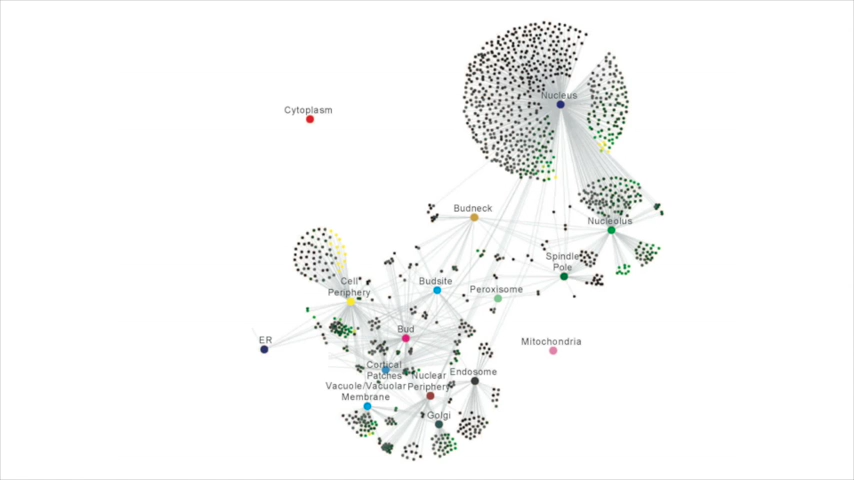 Nucleus
Cytoplasm
Budneck
Nucleolus
Spindle
Pole
Cell
Periphery
Budsite
Peroxisome
Bud
ER
Mitochondria
Cortical
Patches
Nuclear
Periphery
Endosome
Vacuole/Vacuolar
Membrane
Golgi